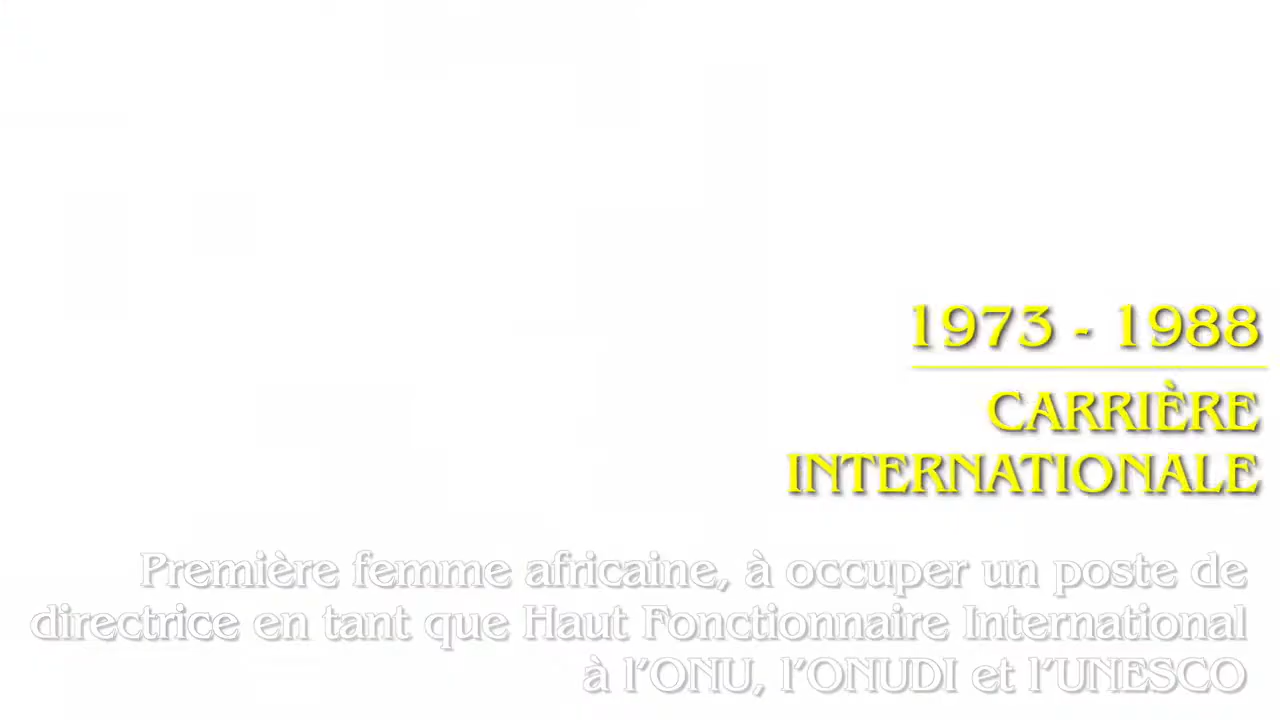 1973 - 1988
CARRIÈRE
INTERNATIONALE
Première femme africaine, à occuper un poste de
directrice en tant que Haut Fonctionnaire International
à l'ONU, l'ONUDI et l'UNESCO